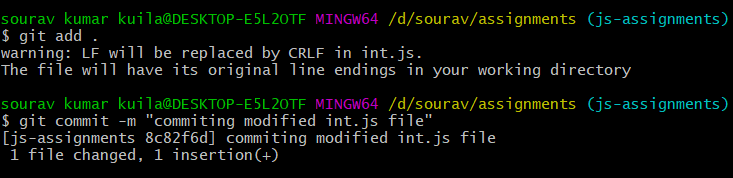 sourav kumar kuila@DESKTOP-E5L2OTF MINGW64 /d/sourav/assignments (js-assignments)
$ git add .
warning: LF will be replaced by CRLF in int.js.
The file will have its original line endings in your working directory
sourav kumar kuila@DESKTOP-E5L2OTF MINGW64 /d/sourav/assignments (js-assignments)
$ git commit -m "commiting modified int.js file"
[js-assignments 8c82f6d] commiting modified int.js file
 1 file changed, 1 insertion(+)